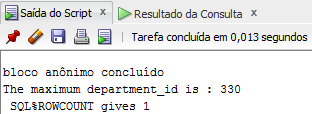 Saída do Script × Resultado da Consulta ×
Tarefa concluída em 0,013 segundos
bloco anônimo concluído
The maximum department_id is : 330
SQL%ROWCOUNT gives 1